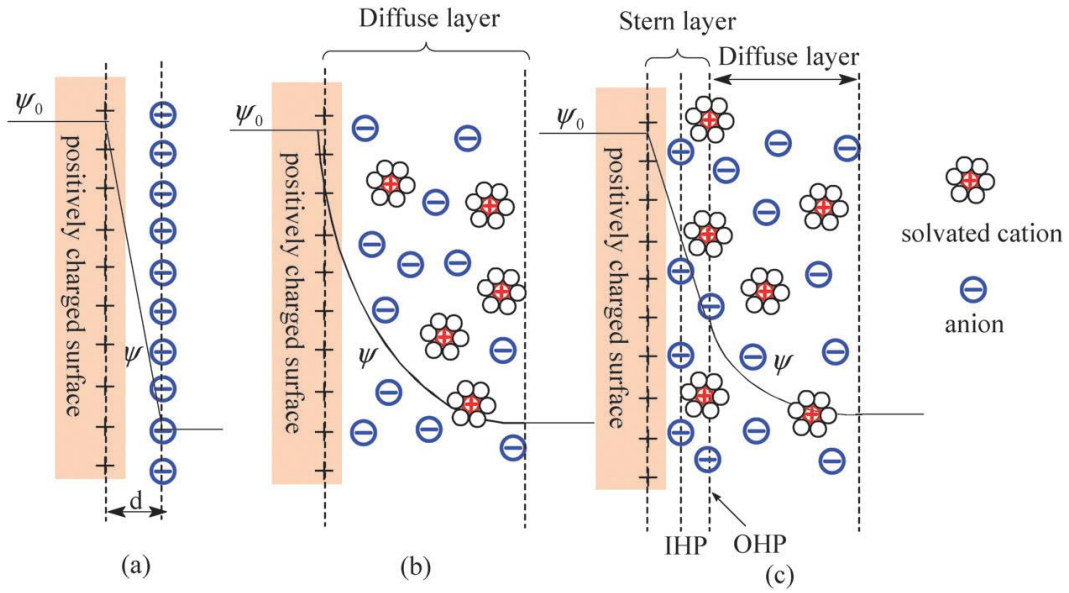 Diffuse layer
Stern layer
Diffuse layer
ψ0
positively charged surface
ψ
d
(a)
ψ0
positively charged surface
ψ
(b)
ψ0
positively charged surface
ψ
IHP
OHP
(c)
solvated cation
anion